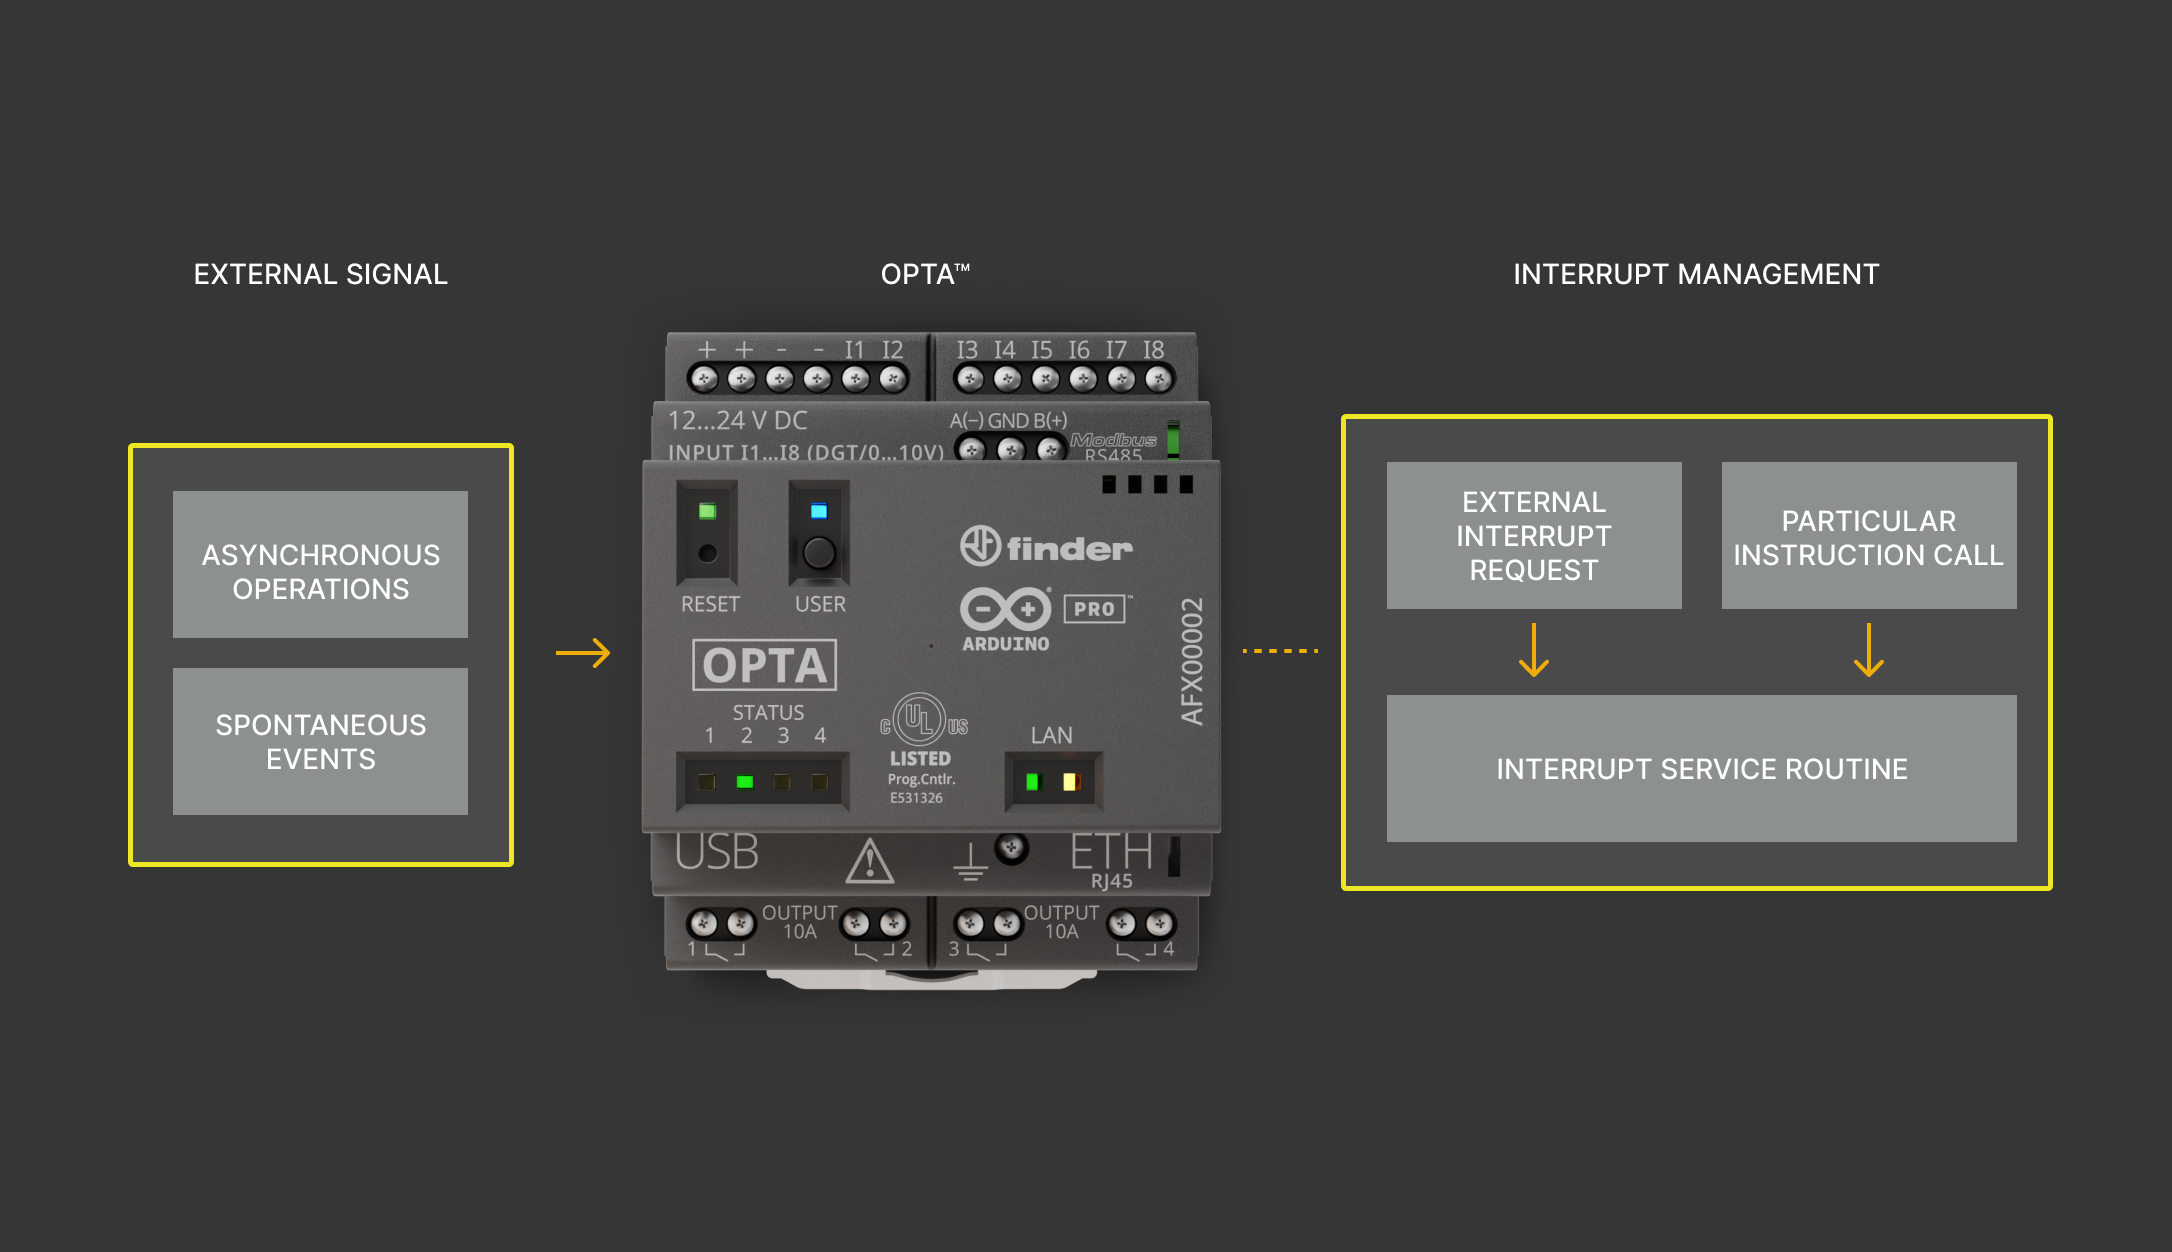 EXTERNAL SIGNAL
OPTA™
INTERRUPT MANAGEMENT
ASYNCHRONOUS
OPERATIONS
SPONTANEOUS
EVENTS
+ + - - I1 I2
I3 I4 I5 I6 I7 I8
12...24 V DC
INPUT I1...I8 (DGT/0...10V)
A(-) GND B(+)
Modbus
RS485
RESET
USER
finder
ARDUINO
PRO™
AFX00002
OPTA
STATUS
1 2 3 4
C UL US
LISTED
Prog.Cntlr.
E531326
LAN
USB
ETH
RJ45
OUTPUT
10A
1
2
OUTPUT
10A
3
4
EXTERNAL
INTERRUPT
REQUEST
PARTICULAR
INSTRUCTION CALL
INTERRUPT SERVICE ROUTINE